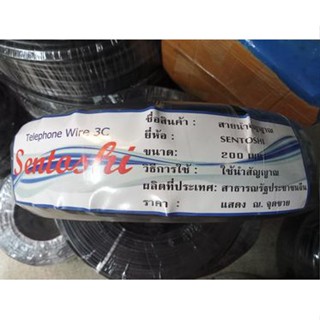 Telephone Wire 3C
Sentoshi
ชื่อสินค้า : สายนำสัญญาณ
ยี่ห้อ : SENTOSHI
ขนาด: 200 เมตร
วิธีการใช้ : ใช้นำสัญญาณ
ผลิตที่ประเทศ: สาธารณรัฐประชาชนจีน
ราคา : แสดง ณ. จุดขาย